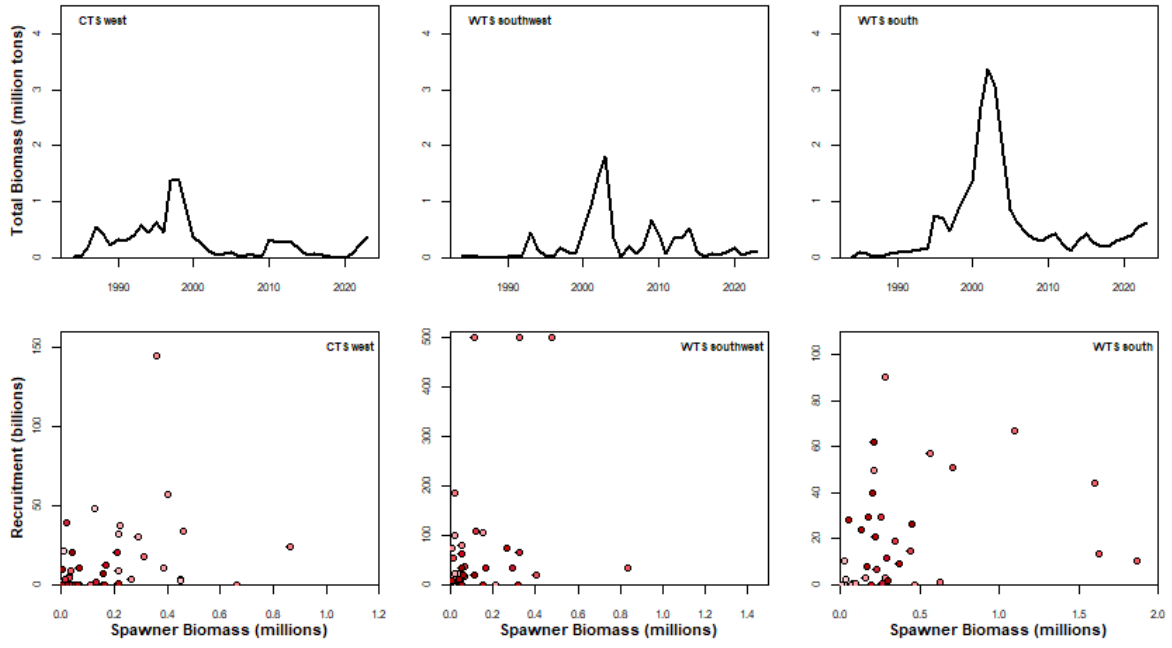 CTS west
WTS southwest
WTS south
Total Biomass (million tons)
0 1 2 3 4
0 1 2 3 4
0 1 2 3 4
1990 2000 2010 2020
1990 2000 2010 2020
1990 2000 2010 2020
CTS west
WTS southwest
WTS south
Recruitment (billions)
0 50 100 150
0 100 200 300 400 500
0 20 40 60 80 100
0.0 0.2 0.4 0.6 0.8 1.0 1.2
0.0 0.2 0.4 0.6 0.8 1.0 1.2 1.4
0.0 0.5 1.0 1.5 2.0
Spawner Biomass (millions)
Spawner Biomass (millions)
Spawner Biomass (millions)